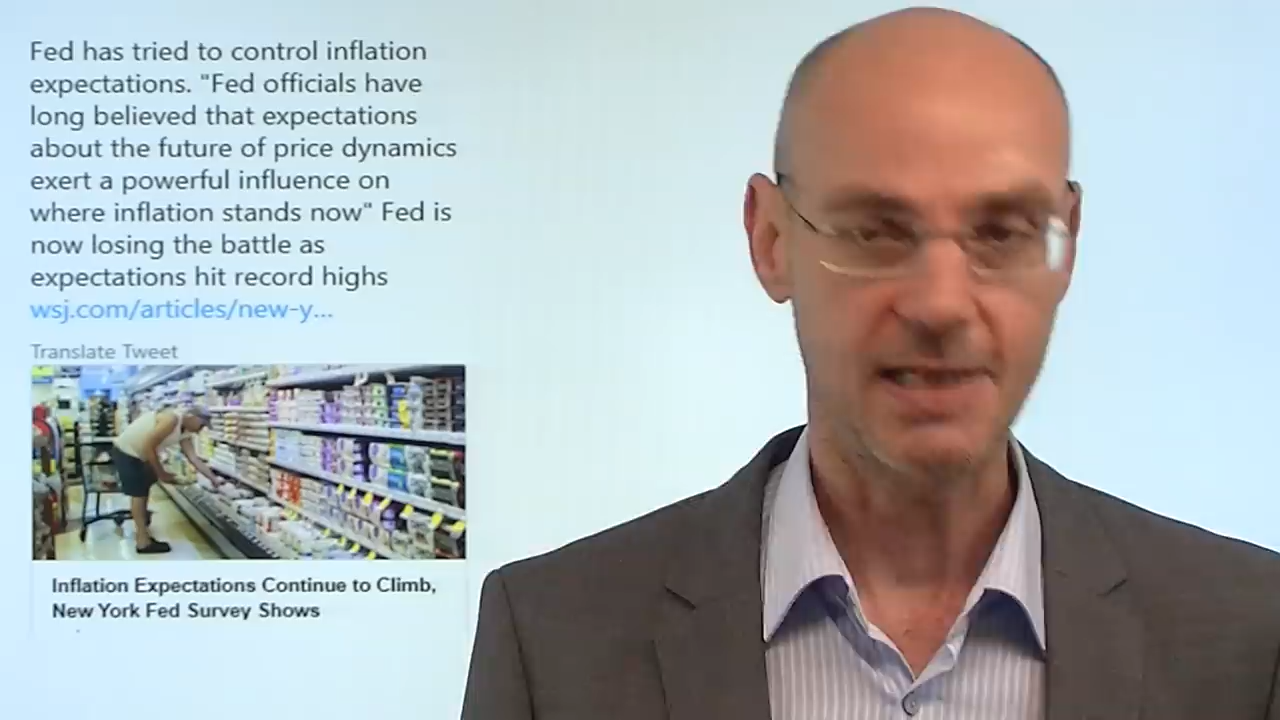 Fed has tried to control inflation
expectations. "Fed officials have
long believed that expectations
about the future of price dynamics
exert a powerful influence on
where inflation stands now" Fed is
now losing the battle as
expectations hit record highs
wsj.com/articles/new-y...
Translate Tweet
Inflation Expectations Continue to Climb,
New York Fed Survey Shows